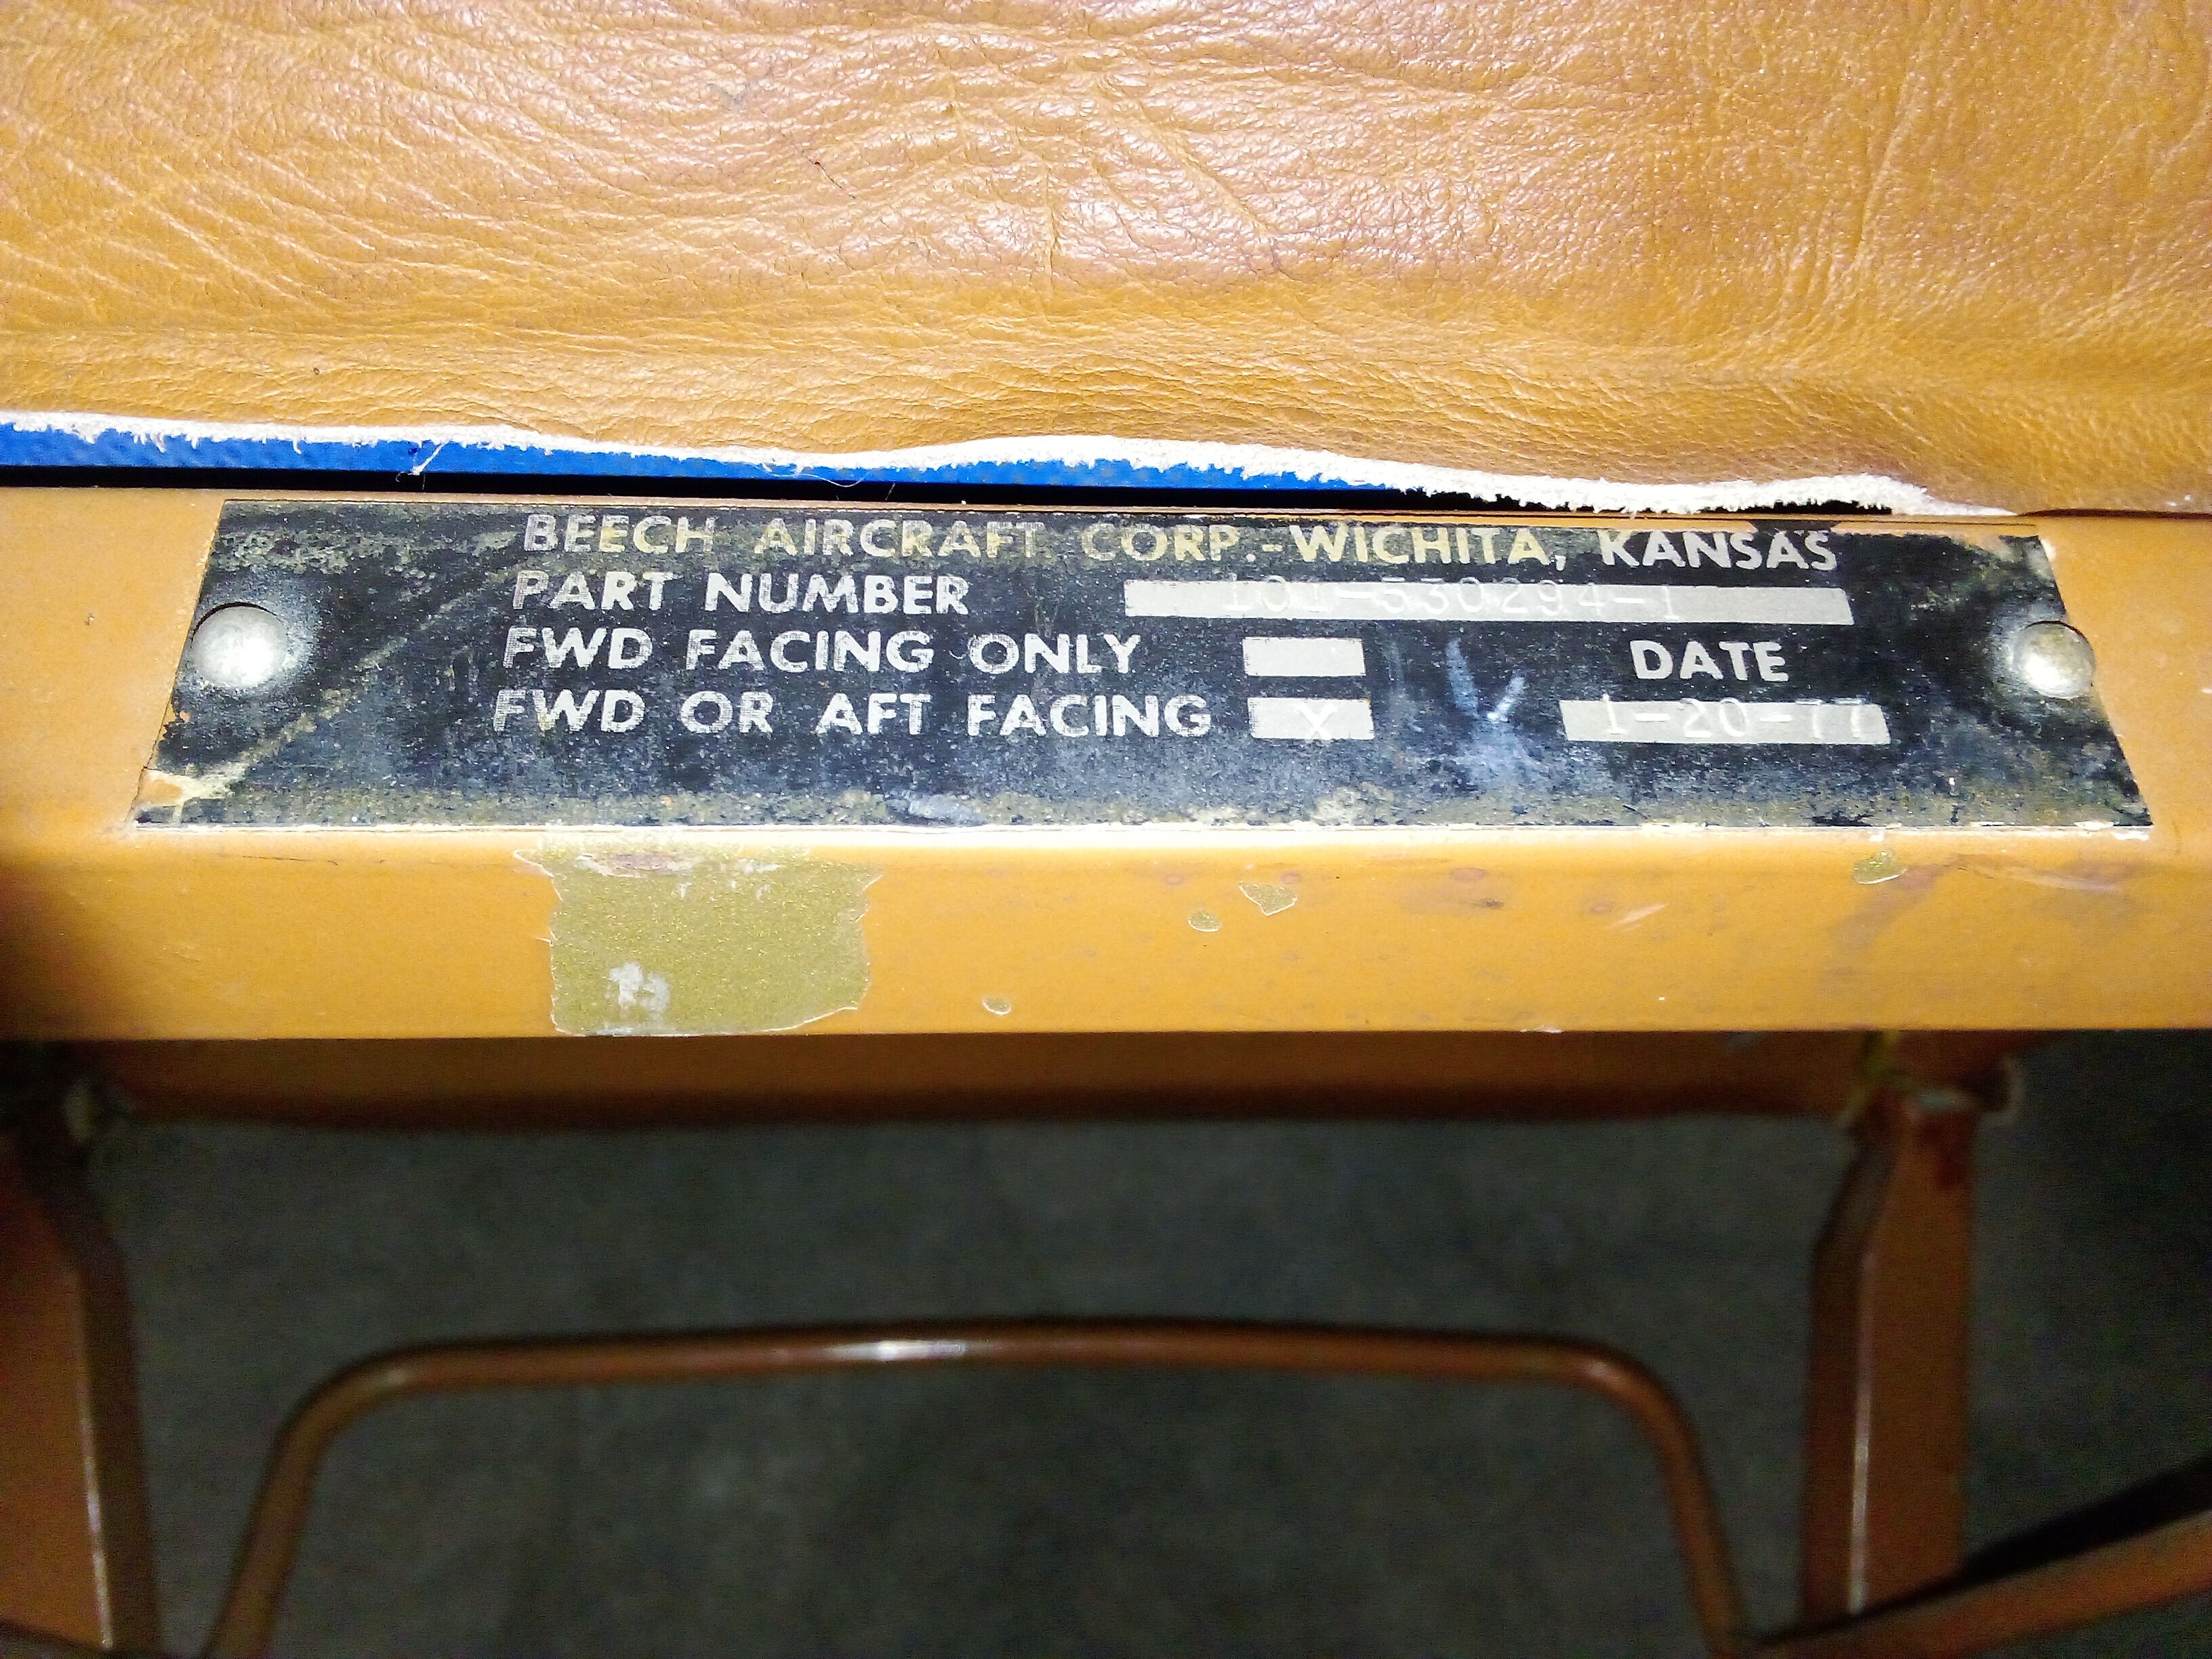 BEECH AIRCRAFT CORP.-WICHITA, KANSAS
PART NUMBER 101-530294-1
FWD FACING ONLY DATE
FWD OR AFT FACING X 1-20-77